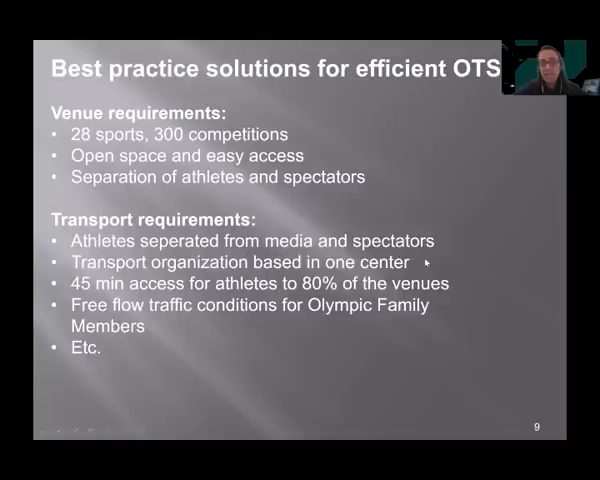 Best practice solutions for efficient OTS
Venue requirements:
• 28 sports, 300 competitions
• Open space and easy access
• Separation of athletes and spectators
Transport requirements:
• Athletes seperated from media and spectators
• Transport organization based in one center
• 45 min access for athletes to 80% of the venues
• Free flow traffic conditions for Olympic Family
Members
• Etc.
9